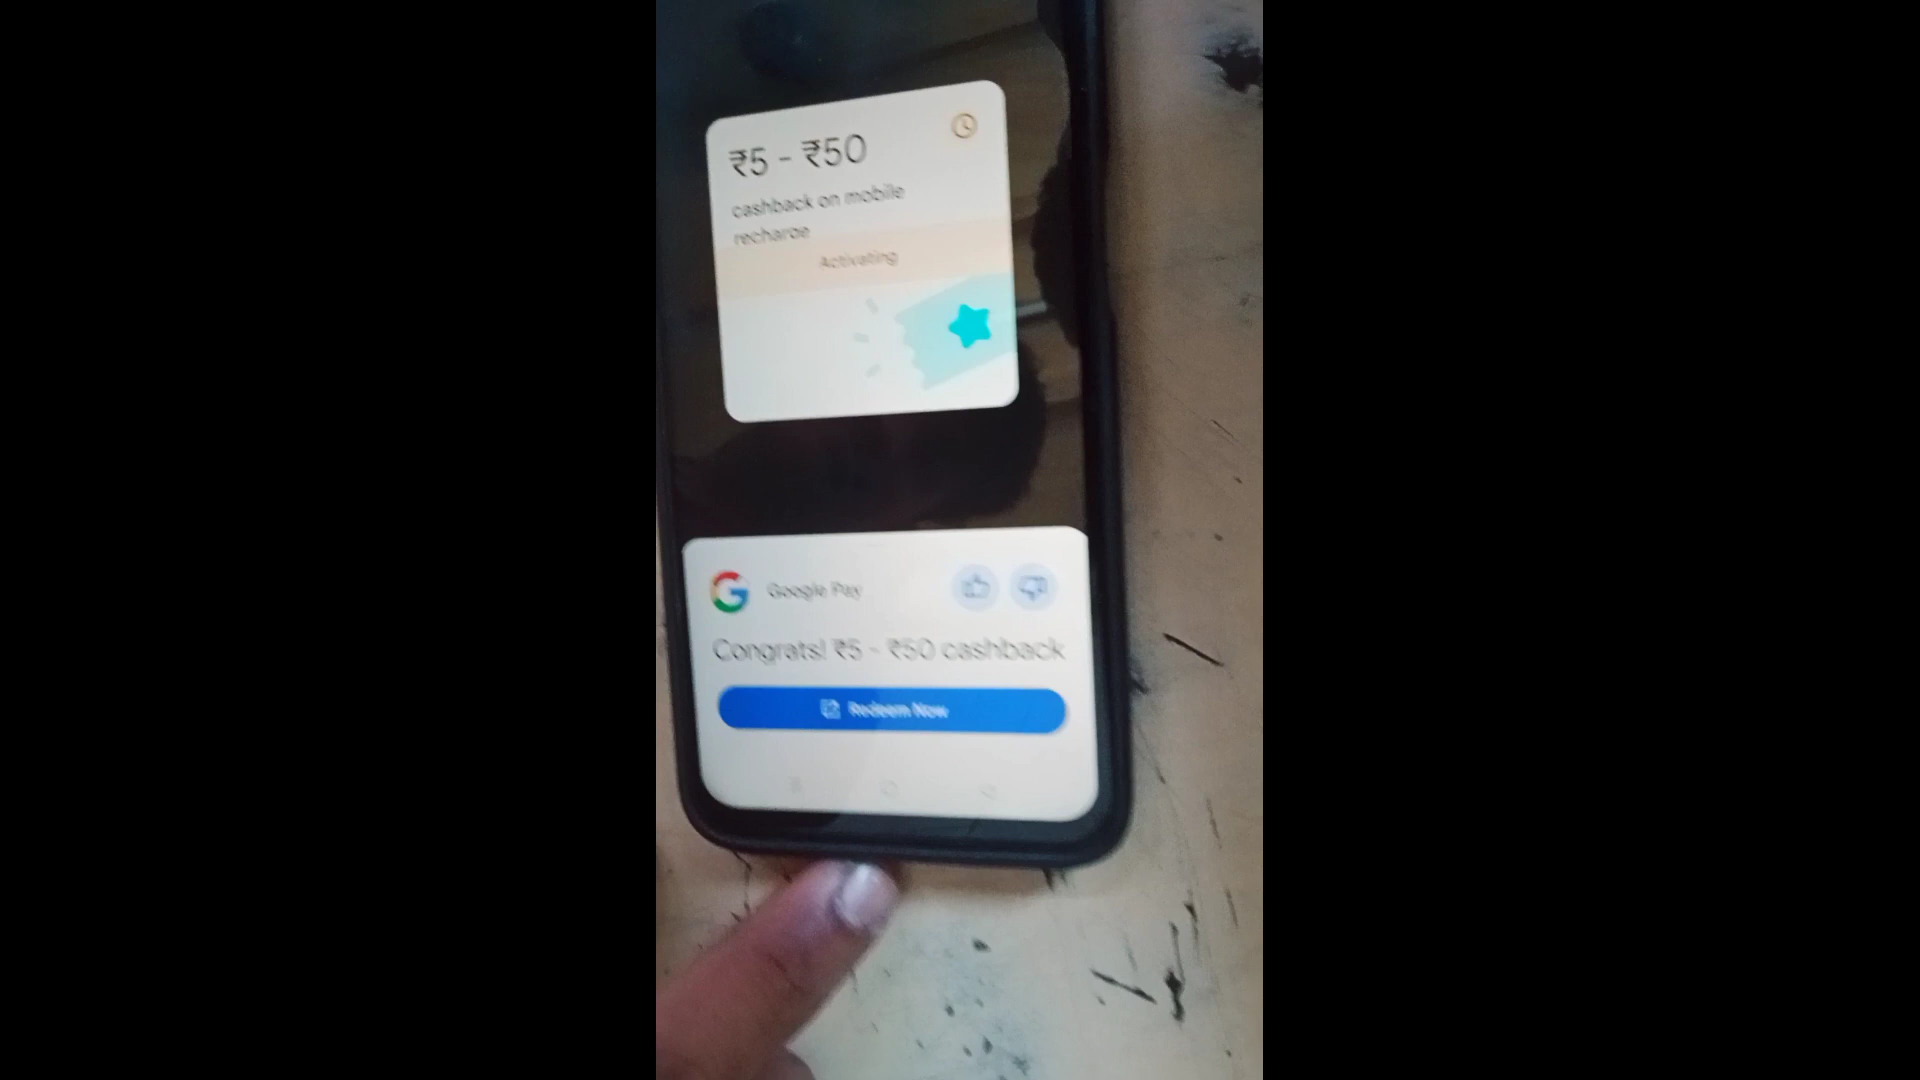 ₹5 - ₹50
cashback on mobile
recharge
Activating
Google Pay
Congrats! ₹5 - ₹50 cashback
Redeem Now